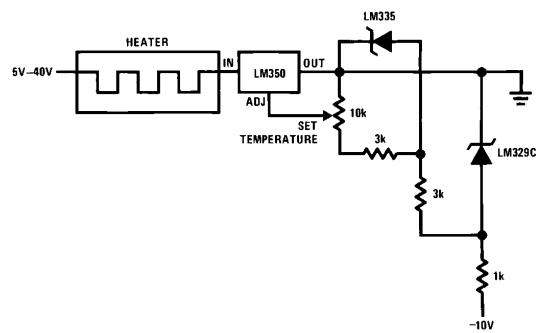 LM335
HEATER
5V–40V
IN
LM350
OUT
ADJ
SET
TEMPERATURE
10k
3k
3k
LM329C
1k
–10V